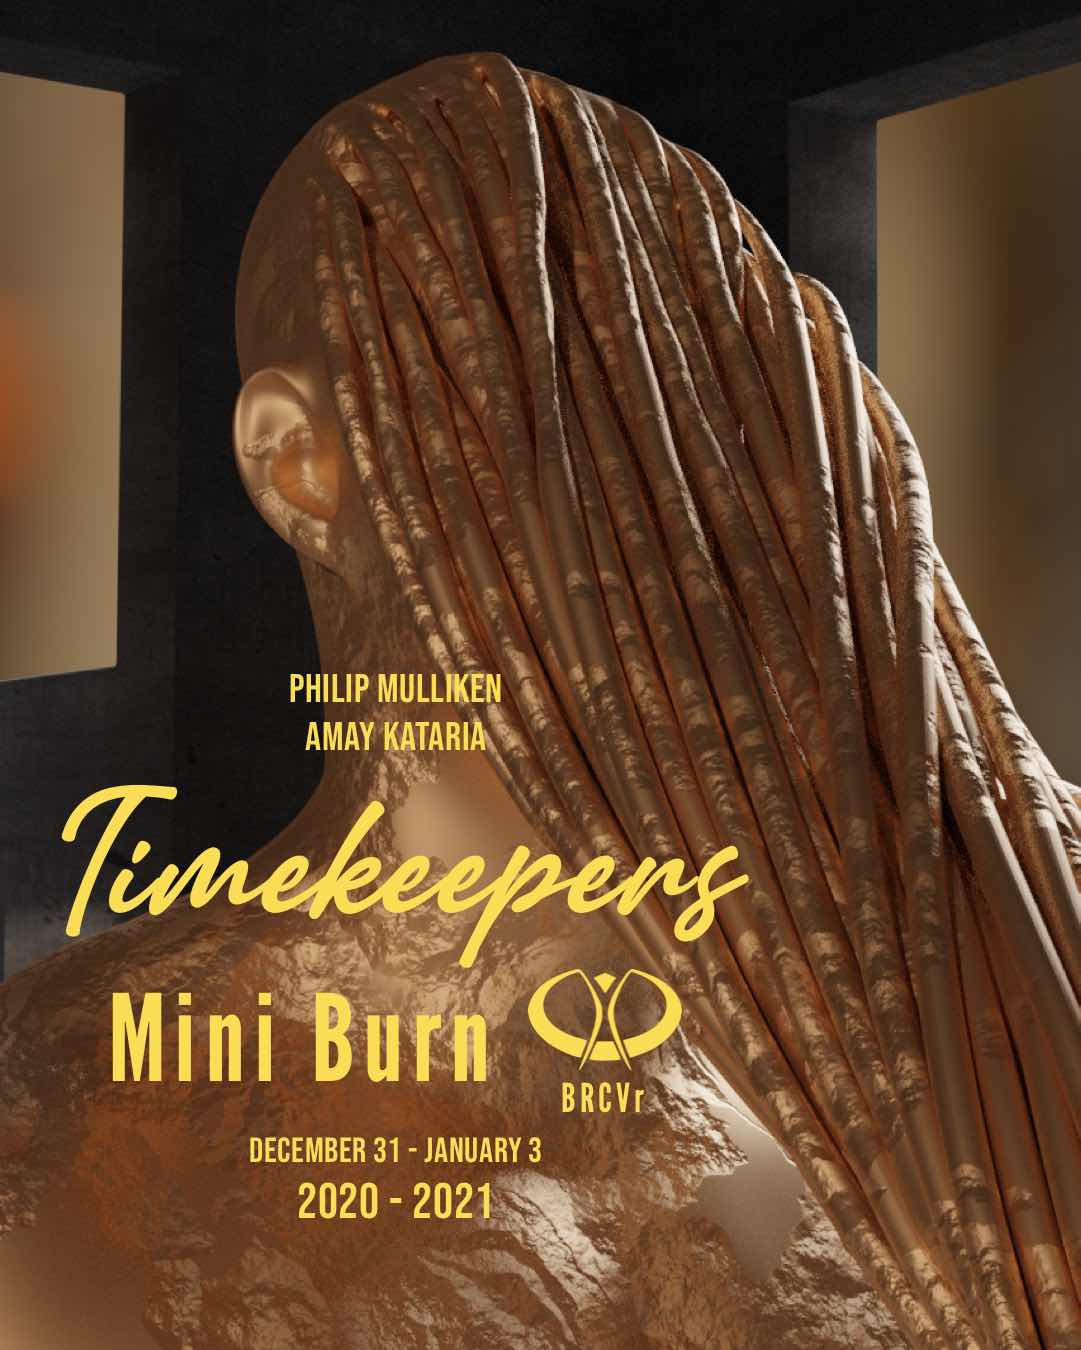 PHILIP MULLIKEN
AMAY KATARIA
Timekeepers
Mini Burn
BRCVr
DECEMBER 31 - JANUARY 3
2020 - 2021